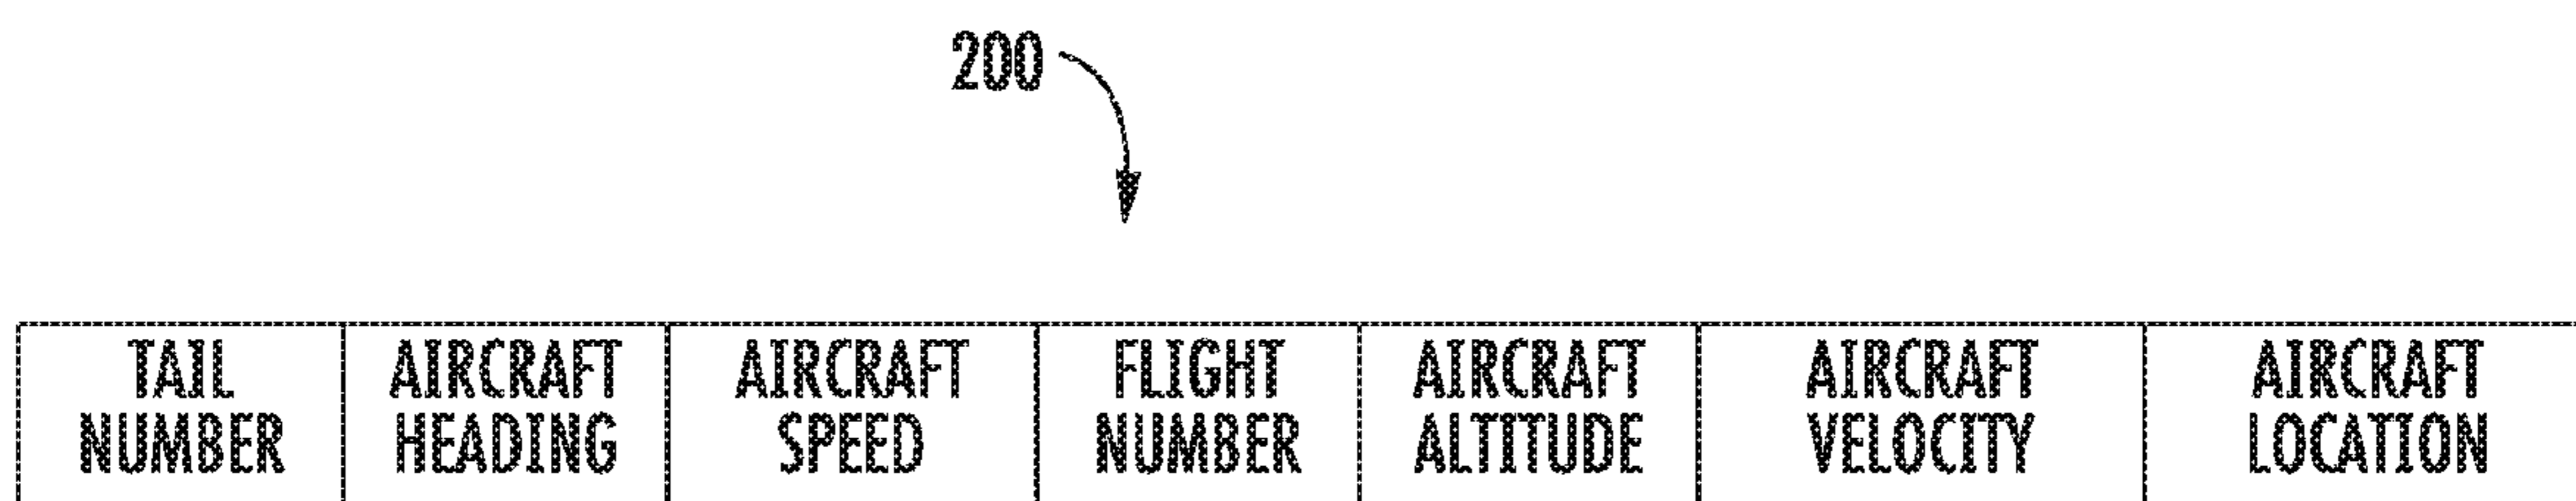 200
TAIL NUMBER
AIRCRAFT HEADING
AIRCRAFT SPEED
FLIGHT NUMBER
AIRCRAFT ALTITUDE
AIRCRAFT VELOCITY
AIRCRAFT LOCATION